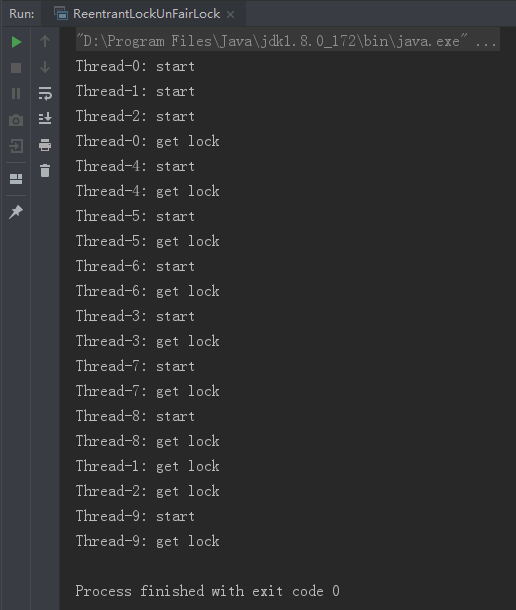 Run: ReentrantLockUnFairLock ×
"D:\Program Files\Java\jdk1.8.0_172\bin\java.exe" ...
Thread-0: start
Thread-1: start
Thread-2: start
Thread-0: get lock
Thread-4: start
Thread-4: get lock
Thread-5: start
Thread-5: get lock
Thread-6: start
Thread-6: get lock
Thread-3: start
Thread-3: get lock
Thread-7: start
Thread-7: get lock
Thread-8: start
Thread-8: get lock
Thread-1: get lock
Thread-2: get lock
Thread-9: start
Thread-9: get lock
Process finished with exit code 0